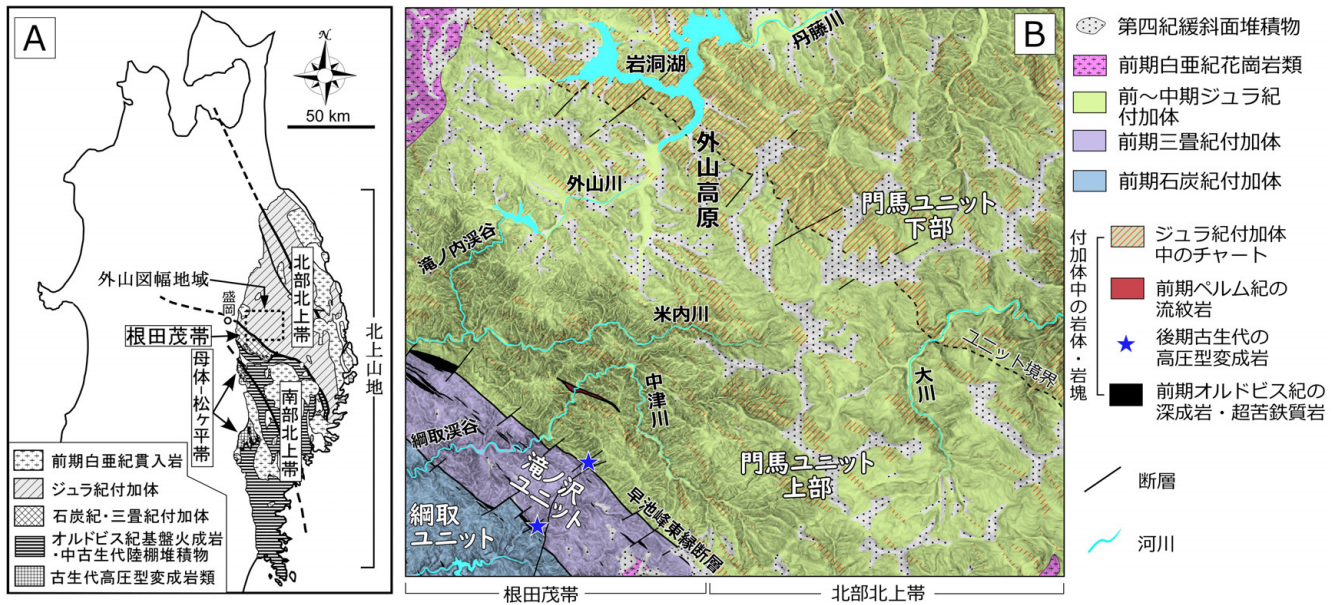 A
N
50 km
外山図幅地域
盛岡
根田茂帯
母体・松ヶ平帯
北部北上帯
南部北上帯
北上山地
前期白亜紀貫入岩
ジュラ紀付加体
石炭紀・三畳紀付加体
オルドビス紀基盤火成岩
・中古生代陸棚堆積物
古生代高圧型変成岩類
B
丹藤川
岩洞湖
外山高原
外山川
門馬ユニット
下部
滝ノ内渓谷
米内川
ユニット境界
大川
中津川
綱取渓谷
門馬ユニット
上部
滝ノ沢
ユニット
綱取
ユニット
早池峰東縁断層
根田茂帯
北部北上帯
第四紀緩斜面堆積物
前期白亜紀花崗岩類
前～中期ジュラ紀
付加体
前期三畳紀付加体
前期石炭紀付加体
付加体中の岩体・岩塊
ジュラ紀付加体
中のチャート
前期ペルム紀の
流紋岩
後期古生代の
高圧型変成岩
前期オルドビス紀の
深成岩・超苦鉄質岩
断層
河川